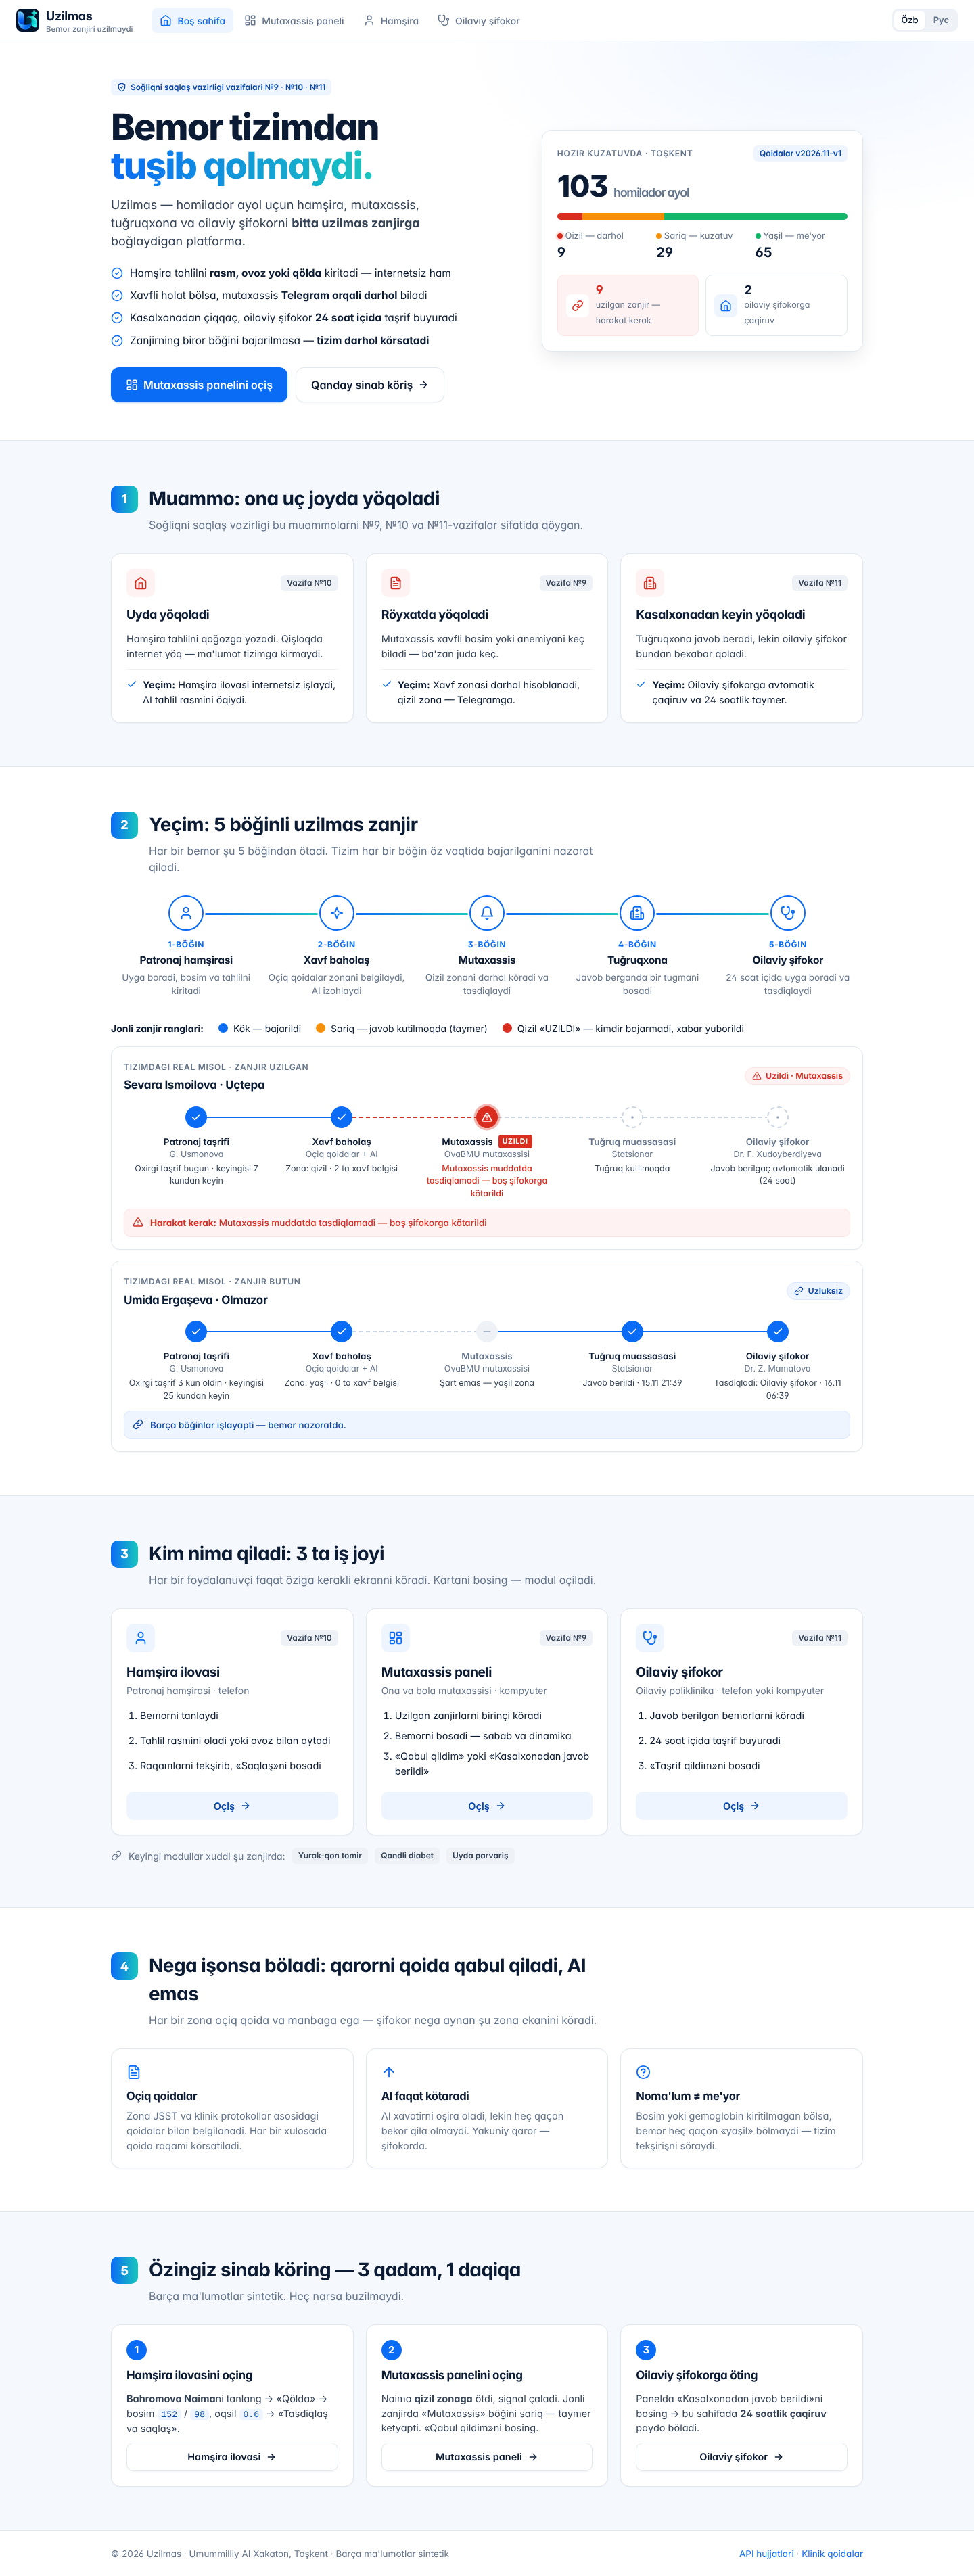 Uzilmas
Bemor zanjiri uzilmaydi
Boş sahifa
Mutaxassis paneli
Hamşira
Oilaviy şifokor
Özb
Рус
Soğliqni saqlaş vazirligi vazifalari №9 · №10 · №11
Bemor tizimdan
tuşib qolmaydi.
Uzilmas — homilador ayol uçun hamşira, mutaxassis,
tuğruqxona va oilaviy şifokorni bitta uzilmas zanjirga
boğlaydigan platforma.
Hamşira tahlilni rasm, ovoz yoki qölda kiritadi — internetsiz ham
Xavfli holat bölsa, mutaxassis Telegram orqali darhol biladi
Kasalxonadan çiqqaç, oilaviy şifokor 24 soat içida taşrif buyuradi
Zanjirning biror böğini bajarilmasa — tizim darhol körsatadi
Mutaxassis panelini oçiş
Qanday sinab köriş →
HOZIR KUZATUVDA · TOŞKENT
Qoidalar v2026.11-v1
103 homilador ayol
Qizil — darhol
9
Sariq — kuzatuv
29
Yaşil — me'yor
65
9
uzilgan zanjir —
harakat kerak
2
oilaviy şifokorga
çaqiruv
1
Muammo: ona uç joyda yöqoladi
Soğliqni saqlaş vazirligi bu muammolarni №9, №10 va №11-vazifalar sifatida qöygan.
Vazifa №10
Uyda yöqoladi
Hamşira tahlilni qoğozga yozadi. Qişloqda
internet yöq — ma'lumot tizimga kirmaydi.
Yeçim: Hamşira ilovasi internetsiz işlaydi,
AI tahlil rasmini öqiydi.
Vazifa №9
Röyxatda yöqoladi
Mutaxassis xavfli bosim yoki anemiyani keç
biladi — ba'zan juda keç.
Yeçim: Xavf zonasi darhol hisoblanadi,
qizil zona — Telegramga.
Vazifa №11
Kasalxonadan keyin yöqoladi
Tuğruqxona javob beradi, lekin oilaviy şifokor
bundan bexabar qoladi.
Yeçim: Oilaviy şifokorga avtomatik
çaqiruv va 24 soatlik taymer.
2
Yeçim: 5 böğinli uzilmas zanjir
Har bir bemor şu 5 böğindan ötadi. Tizim har bir böğin öz vaqtida bajarilganini nazorat
qiladi.
1-BÖĞIN
Patronaj hamşirasi
Uyga boradi, bosim va tahlilni
kiritadi
2-BÖĞIN
Xavf baholaş
Oçiq qoidalar zonani belgilaydi,
AI izohlaydi
3-BÖĞIN
Mutaxassis
Qizil zonani darhol köradi va
tasdiqlaydi
4-BÖĞIN
Tuğruqxona
Javob berganda bir tugmani
bosadi
5-BÖĞIN
Oilaviy şifokor
24 soat içida uyga boradi va
tasdiqlaydi
Jonli zanjir ranglari:
Kök — bajarildi
Sariq — javob kutilmoqda (taymer)
Qizil «UZILDI» — kimdir bajarmadi, xabar yuborildi
TIZIMDAGI REAL MISOL · ZANJIR UZILGAN
Sevara Ismoilova · Uçtepa
Uzildi · Mutaxassis
Patronaj taşrifi
G. Usmonova
Oxirgi taşrif bugun · keyingisi 7
kundan keyin
Xavf baholaş
Oçiq qoidalar + AI
Zona: qizil · 2 ta xavf belgisi
Mutaxassis UZILDI
OvaBMU mutaxassisi
Mutaxassis muddatda
tasdiqlamadi — boş şifokorga
kötarildi
Tuğruq muassasasi
Statsionar
Tuğruq kutilmoqda
Oilaviy şifokor
Dr. F. Xudoyberdiyeva
Javob berilgaç avtomatik ulanadi
(24 soat)
Harakat kerak: Mutaxassis muddatda tasdiqlamadi — boş şifokorga kötarildi
TIZIMDAGI REAL MISOL · ZANJIR BUTUN
Umida Ergaşeva · Olmazor
Uzluksiz
Patronaj taşrifi
G. Usmonova
Oxirgi taşrif 3 kun oldin · keyingisi
25 kundan keyin
Xavf baholaş
Oçiq qoidalar + AI
Zona: yaşil · 0 ta xavf belgisi
Mutaxassis
OvaBMU mutaxassisi
Şart emas — yaşil zona
Tuğruq muassasasi
Statsionar
Javob berildi · 15.11 21:39
Oilaviy şifokor
Dr. Z. Mamatova
Tasdiqladi: Oilaviy şifokor · 16.11
06:39
Barça böğinlar işlayapti — bemor nazoratda.
3
Kim nima qiladi: 3 ta iş joyi
Har bir foydalanuvçi faqat öziga kerakli ekranni köradi. Kartani bosing — modul oçiladi.
Vazifa №10
Hamşira ilovasi
Patronaj hamşirasi · telefon
1. Bemorni tanlaydi
2. Tahlil rasmini oladi yoki ovoz bilan aytadi
3. Raqamlarni tekşirib, «Saqlaş»ni bosadi
Oçiş →
Vazifa №9
Mutaxassis paneli
Ona va bola mutaxassisi · kompyuter
1. Uzilgan zanjirlarni birinçi köradi
2. Bemorni bosadi — sabab va dinamika
3. «Qabul qildim» yoki «Kasalxonadan javob
berildi»
Oçiş →
Vazifa №11
Oilaviy şifokor
Oilaviy poliklinika · telefon yoki kompyuter
1. Javob berilgan bemorlarni köradi
2. 24 soat içida taşrif buyuradi
3. «Taşrif qildim»ni bosadi
Oçiş →
Keyingi modullar xuddi şu zanjirda:
Yurak-qon tomir
Qandli diabet
Uyda parvariş
4
Nega işonsa böladi: qarorni qoida qabul qiladi, AI
emas
Har bir zona oçiq qoida va manbaga ega — şifokor nega aynan şu zona ekanini köradi.
Oçiq qoidalar
Zona JSST va klinik protokollar asosidagi
qoidalar bilan belgilanadi. Har bir xulosada
qoida raqami körsatiladi.
AI faqat kötaradi
AI xavotirni oşira oladi, lekin heç qaçon
bekor qila olmaydi. Yakuniy qaror —
şifokorda.
Noma'lum ≠ me'yor
Bosim yoki gemoglobin kiritilmagan bölsa,
bemor heç qaçon «yaşil» bölmaydi — tizim
tekşirişni söraydi.
5
Özingiz sinab köring — 3 qadam, 1 daqiqa
Barça ma'lumotlar sintetik. Heç narsa buzilmaydi.
1
Hamşira ilovasini oçing
Bahromova Naimani tanlang → «Qölda» →
bosim 152 / 98, oqsil 0.6 → «Tasdiqlaş
va saqlaş».
Hamşira ilovasi →
2
Mutaxassis panelini oçing
Naima qizil zonaga ötdi, signal çaladi. Jonli
zanjirda «Mutaxassis» böğini sariq — taymer
ketyapti. «Qabul qildim»ni bosing.
Mutaxassis paneli →
3
Oilaviy şifokorga öting
Panelda «Kasalxonadan javob berildi»ni
bosing → bu sahifada 24 soatlik çaqiruv
paydo böladi.
Oilaviy şifokor →
© 2026 Uzilmas · Umummilliy AI Xakaton, Toşkent · Barça ma'lumotlar sintetik
API hujjatlari · Klinik qoidalar